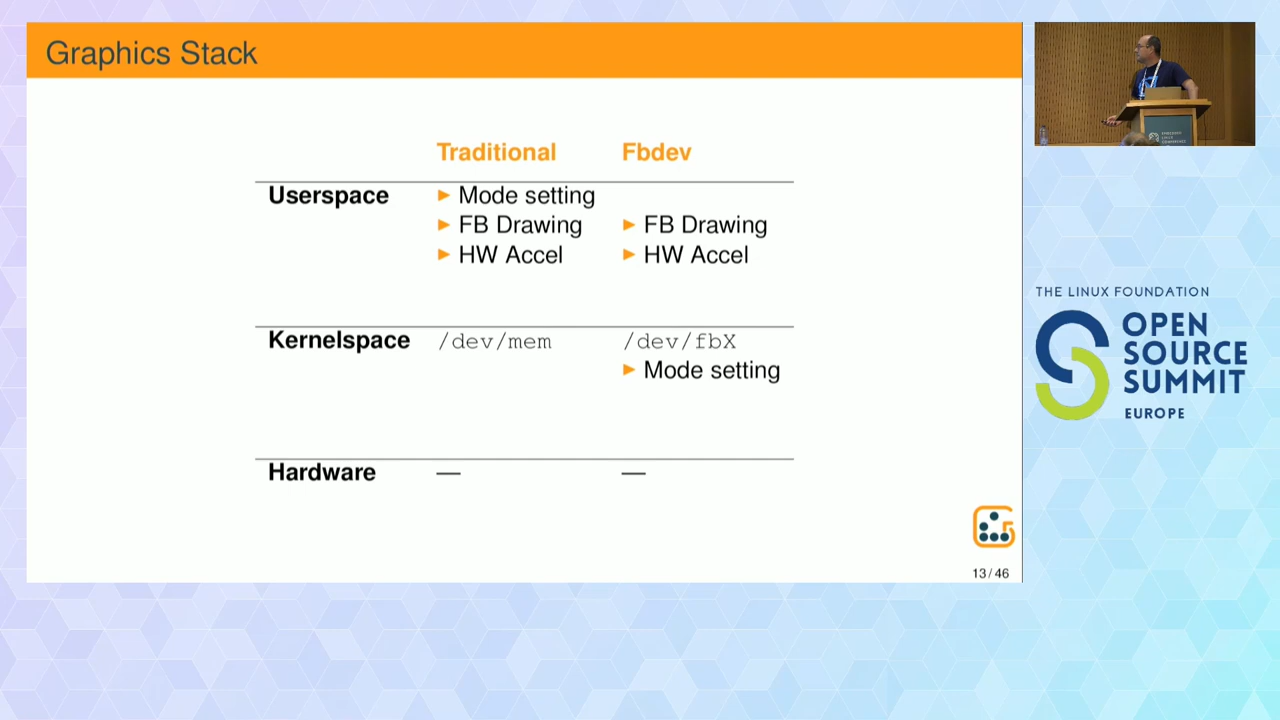 Graphics Stack
Traditional Fbdev
Userspace ► Mode setting
► FB Drawing ► FB Drawing
► HW Accel ► HW Accel
Kernelspace /dev/mem /dev/fbX
► Mode setting
Hardware — —
13 / 46
THE LINUX FOUNDATION
OPEN
SOURCE
SUMMIT
EUROPE